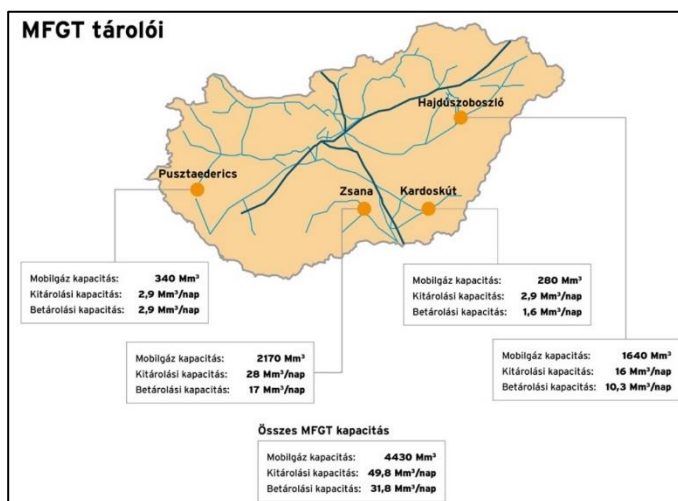 MFGT tárolói
Hajdúszoboszló
Pusztaederics
Zsana
Kardoskút
Mobilgáz kapacitás: 340 Mm³
Kitárolási kapacitás: 2,9 Mm³/nap
Betárolási kapacitás: 2,9 Mm³/nap
Mobilgáz kapacitás: 280 Mm³
Kitárolási kapacitás: 2,9 Mm³/nap
Betárolási kapacitás: 1,6 Mm³/nap
Mobilgáz kapacitás: 2170 Mm³
Kitárolási kapacitás: 28 Mm³/nap
Betárolási kapacitás: 17 Mm³/nap
Mobilgáz kapacitás: 1640 Mm³
Kitárolási kapacitás: 16 Mm³/nap
Betárolási kapacitás: 10,3 Mm³/nap
Összes MFGT kapacitás
Mobilgáz kapacitás: 4430 Mm³
Kitárolási kapacitás: 49,8 Mm³/nap
Betárolási kapacitás: 31,8 Mm³/nap